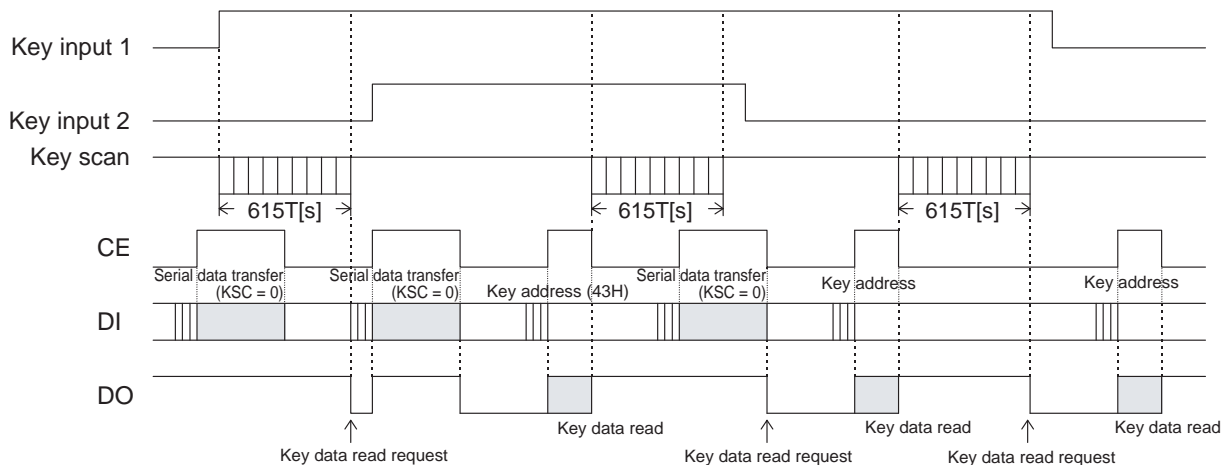 Key input 1
Key input 2
Key scan
615T[s] 615T[s] 615T[s]
CE
Serial data transfer
(KSC = 0)
Serial data transfer
(KSC = 0)
Key address (43H)
Serial data transfer
(KSC = 0)
Key address
Key address
DI
DO
Key data read Key data read Key data read
Key data read request Key data read request Key data read request